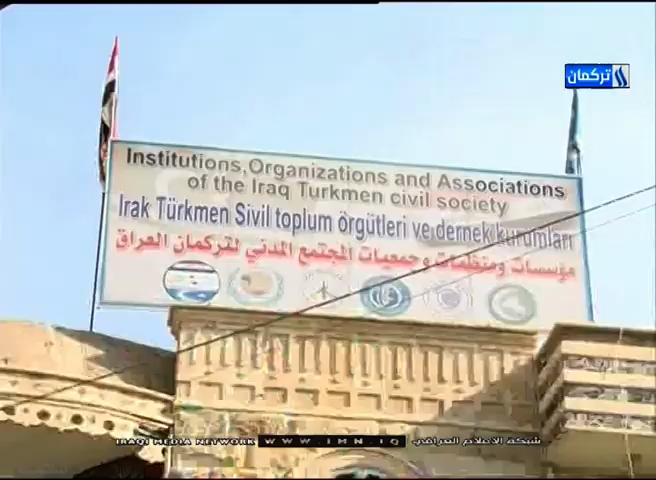 تركمان
Institutions, Organizations and Associations
of the Iraq Turkmen civil society
Irak Türkmen Sivil toplum örgütleri ve dernek kurumları
مؤسسات ومنظمات وجمعيات المجتمع المدني لتركمان العراق
IRAQI MEDIA NETWORK WWW.IMN.IQ شبكة الاعلام العراقي